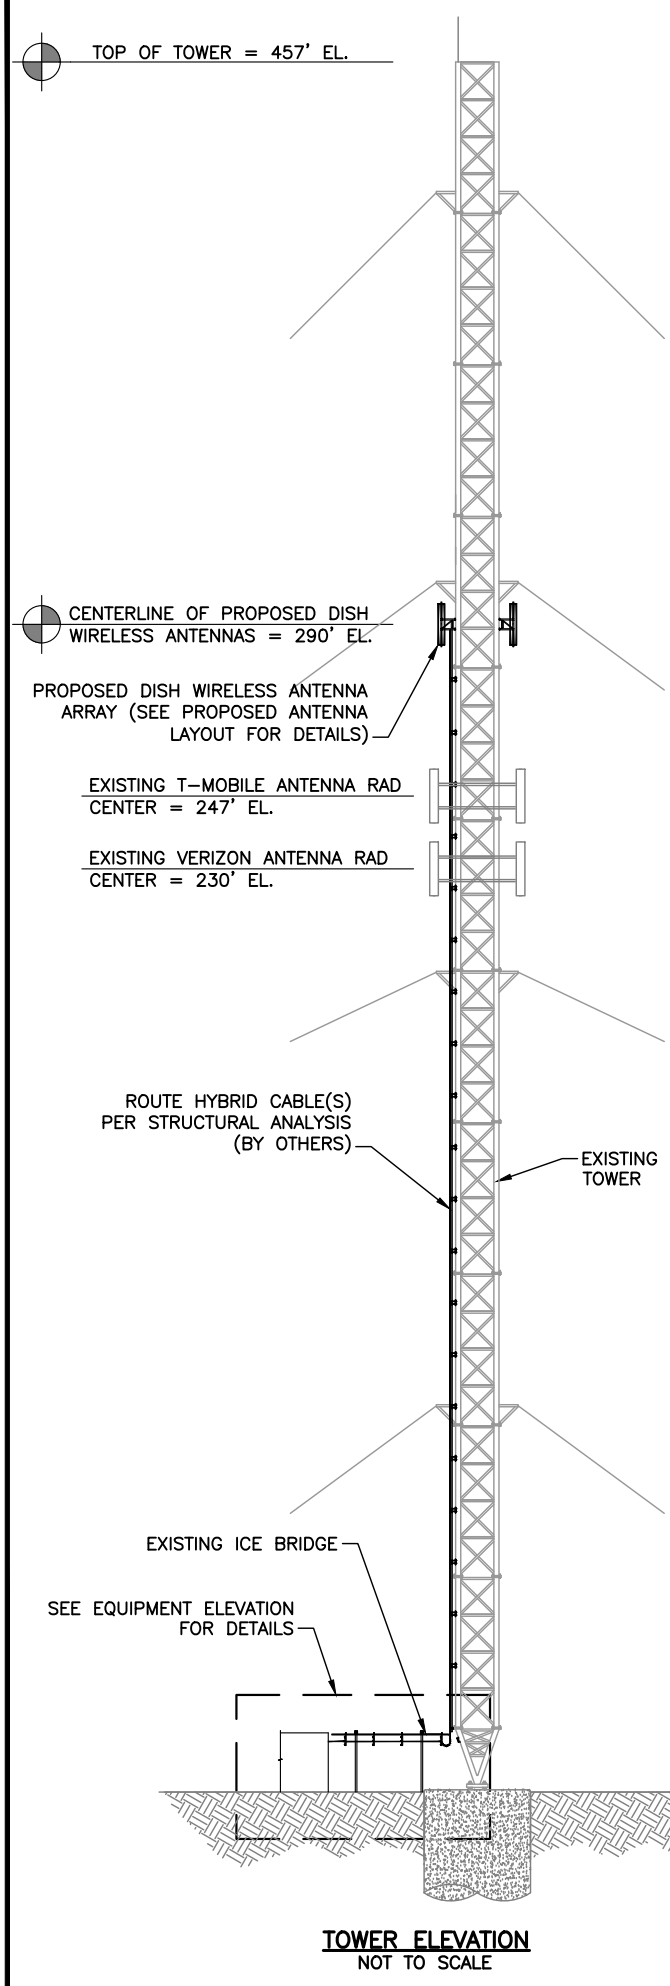 TOP OF TOWER = 457' EL.
CENTERLINE OF PROPOSED DISH
WIRELESS ANTENNAS = 290' EL.
PROPOSED DISH WIRELESS ANTENNA
ARRAY (SEE PROPOSED ANTENNA
LAYOUT FOR DETAILS)
EXISTING T-MOBILE ANTENNA RAD
CENTER = 247' EL.
EXISTING VERIZON ANTENNA RAD
CENTER = 230' EL.
ROUTE HYBRID CABLE(S)
PER STRUCTURAL ANALYSIS
(BY OTHERS)
EXISTING
TOWER
EXISTING ICE BRIDGE
SEE EQUIPMENT ELEVATION
FOR DETAILS
TOWER ELEVATION
NOT TO SCALE